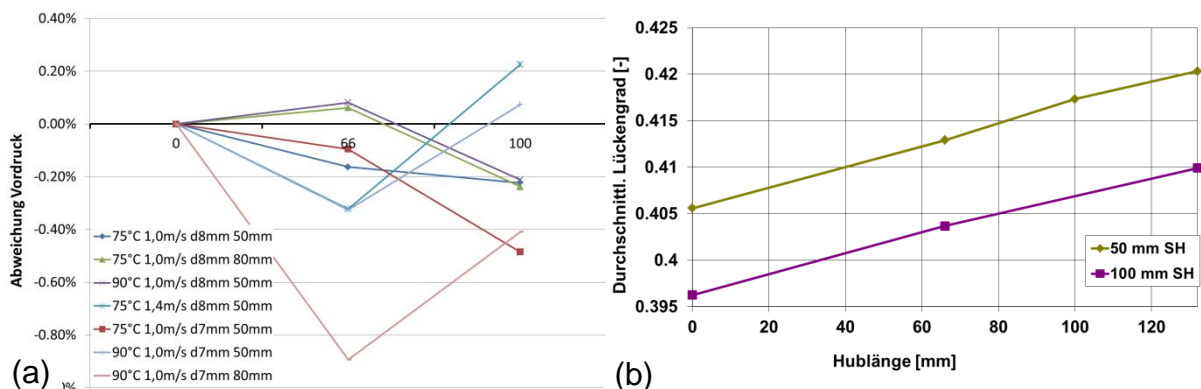 0.40%
0.20%
0.00%
-0.20%
-0.40%
-0.60%
-0.80%
0%
Abweichung Vordruck
0
66
100
75°C 1,0m/s d8mm 50mm
75°C 1,0m/s d8mm 80mm
90°C 1,0m/s d8mm 50mm
75°C 1,4m/s d8mm 50mm
75°C 1,0m/s d7mm 50mm
90°C 1,0m/s d7mm 50mm
90°C 1,0m/s d7mm 80mm
(a)
0.425
0.42
0.415
0.41
0.405
0.4
0.395
Durchschnittl. Lückengrad [-]
50 mm SH
100 mm SH
0 20 40 60 80 100 120
Hublänge [mm]
(b)